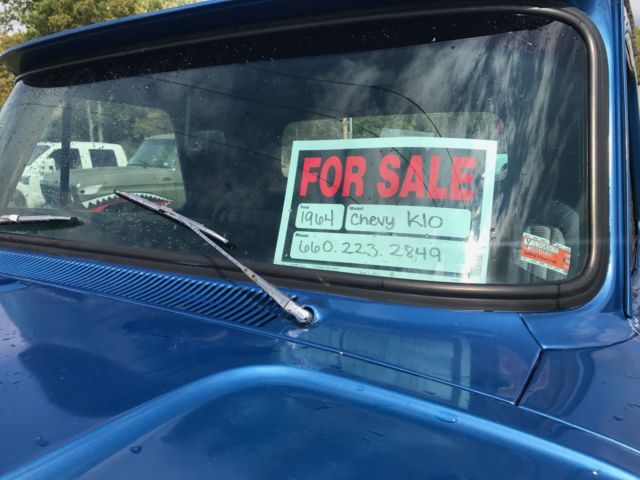 FOR SALE
Year Model
1964 Chevy K10
Phone
660.223.2849